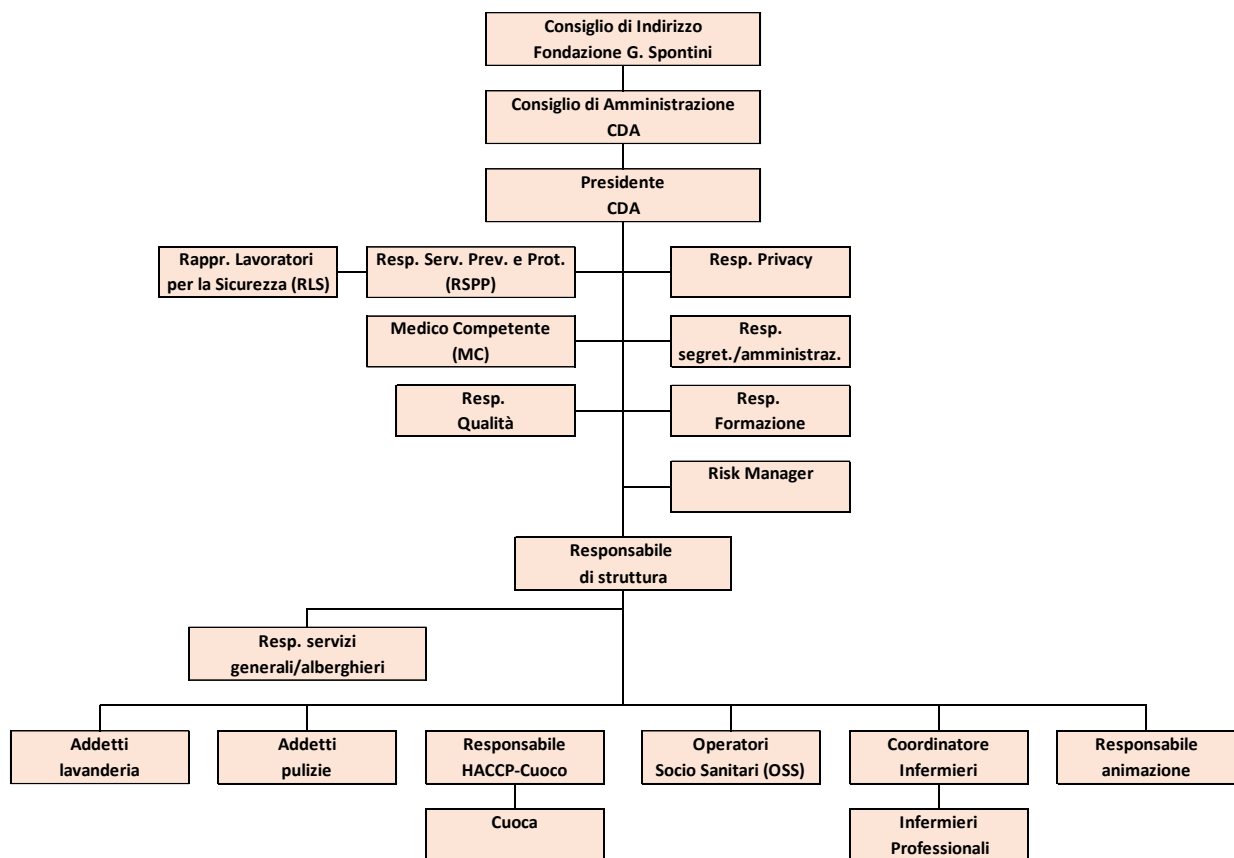 Consiglio di Indirizzo
Fondazione G. Spontini
Consiglio di Amministrazione
CDA
Presidente
CDA
Rappr. Lavoratori
per la Sicurezza (RLS)
Resp. Serv. Prev. e Prot.
(RSPP)
Resp. Privacy
Medico Competente
(MC)
Resp.
segret./amministraz.
Resp.
Qualità
Resp.
Formazione
Risk Manager
Responsabile
di struttura
Resp. servizi
generali/alberghieri
Addetti
lavanderia
Addetti
pulizie
Responsabile
HACCP-Cuoco
Operatori
Socio Sanitari (OSS)
Coordinatore
Infermieri
Responsabile
animazione
Cuoca
Infermieri
Professionali